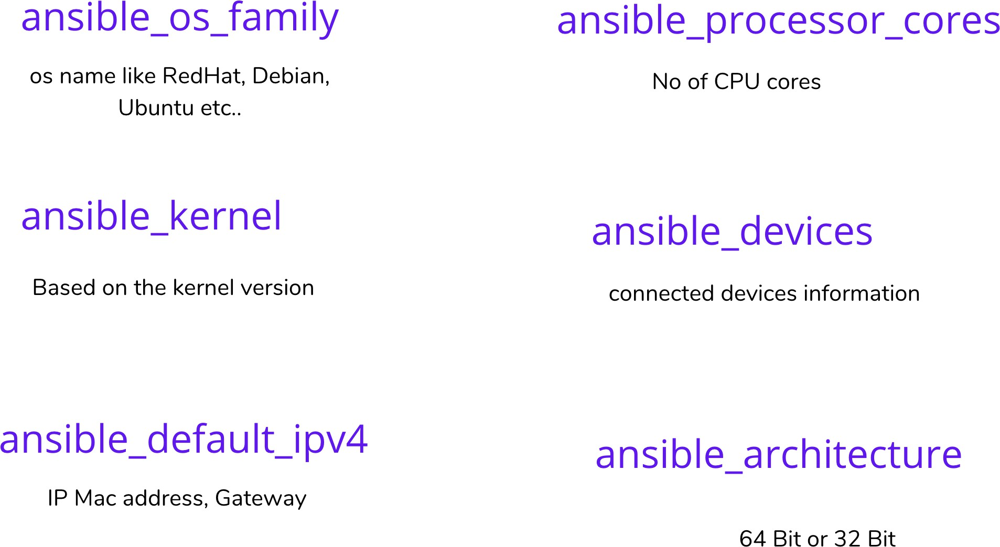 ansible_os_family
os name like RedHat, Debian,
Ubuntu etc..
ansible_processor_cores
No of CPU cores
ansible_kernel
Based on the kernel version
ansible_devices
connected devices information
ansible_default_ipv4
IP Mac address, Gateway
ansible_architecture
64 Bit or 32 Bit